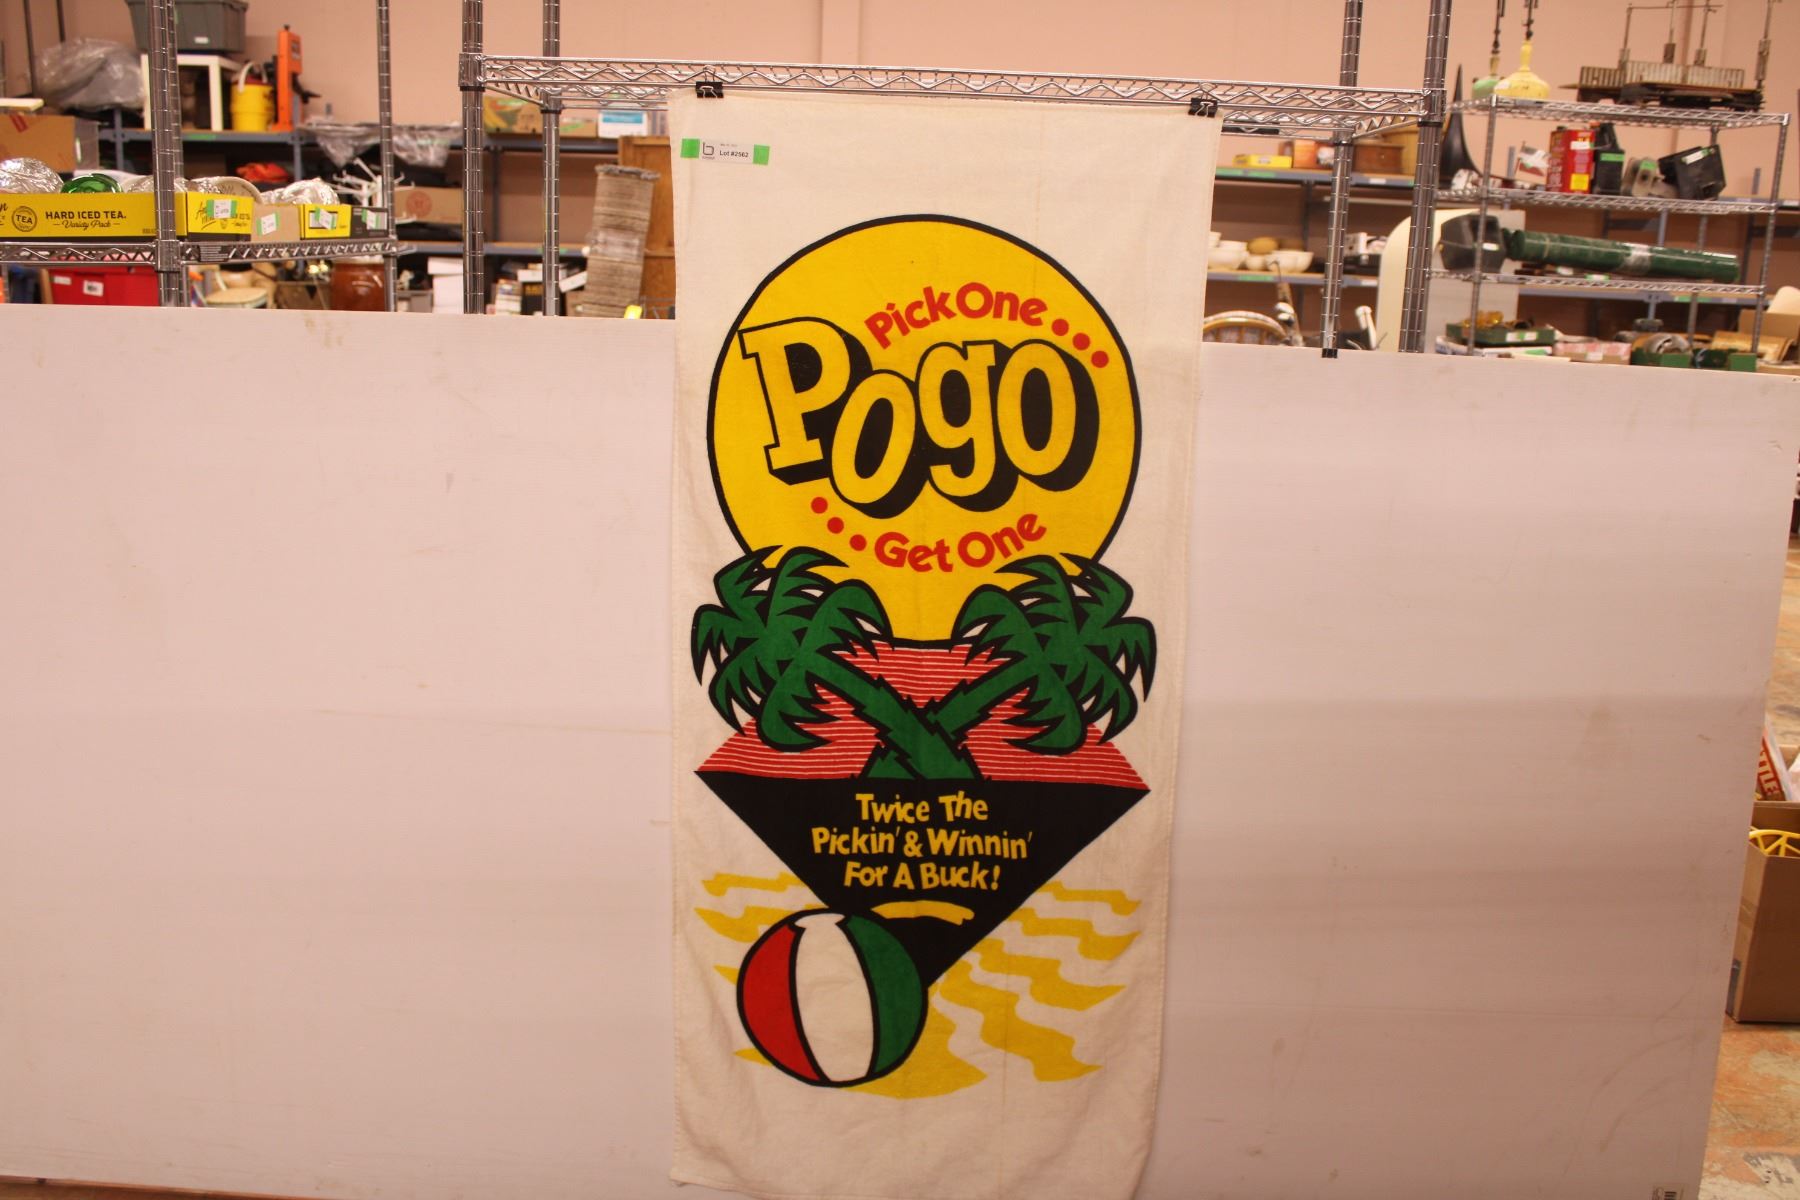 Lot #2562
Pick One
Pogo
Get One
Twice The
Pickin' & Winnin'
For A Buck!
HARD ICED TEA.
Variety Pack
TEA